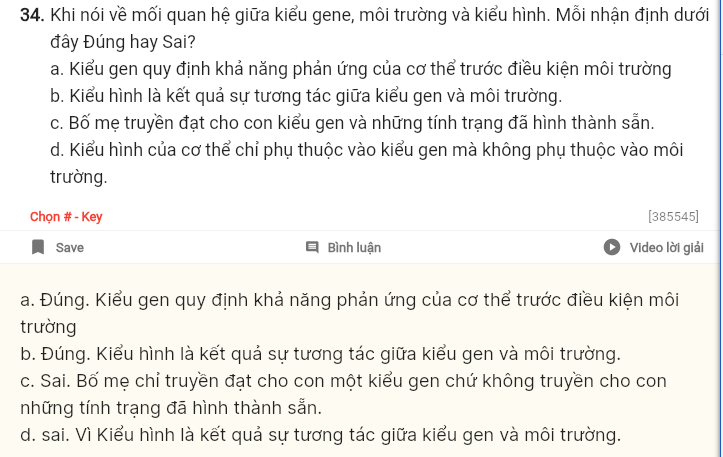 34. Khi nói về mối quan hệ giữa kiểu gene, môi trường và kiểu hình. Mỗi nhận định dưới
đây Đúng hay Sai?
a. Kiểu gen quy định khả năng phản ứng của cơ thể trước điều kiện môi trường
b. Kiểu hình là kết quả sự tương tác giữa kiểu gen và môi trường.
c. Bố mẹ truyền đạt cho con kiểu gen và những tính trạng đã hình thành sẵn.
d. Kiểu hình của cơ thể chỉ phụ thuộc vào kiểu gen mà không phụ thuộc vào môi
trường.
Chọn # - Key [385545]
Save Bình luận Video lời giải
a. Đúng. Kiểu gen quy định khả năng phản ứng của cơ thể trước điều kiện môi
trường
b. Đúng. Kiểu hình là kết quả sự tương tác giữa kiểu gen và môi trường.
c. Sai. Bố mẹ chỉ truyền đạt cho con một kiểu gen chứ không truyền cho con
những tính trạng đã hình thành sẵn.
d. sai. Vì Kiểu hình là kết quả sự tương tác giữa kiểu gen và môi trường.